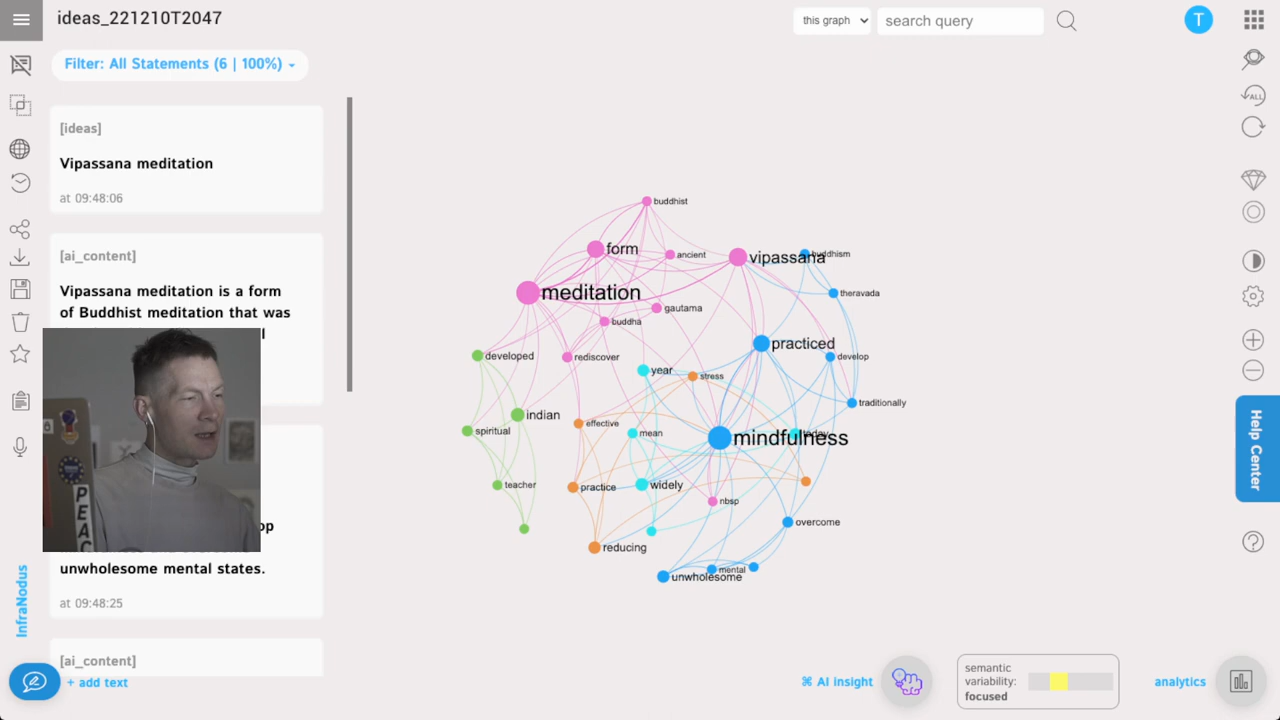 ideas_221210T2047
this graph
search query
T
Filter: All Statements (6 | 100%)
[ideas]
Vipassana meditation
at 09:48:06
[ai_content]
Vipassana meditation is a form
of Buddhist meditation that was
unwholesome mental states.
at 09:48:25
[ai_content]
+ add text
InfraNodus
PEAC
ALL
Help Center
buddhist
form
ancient
vipassana
buddhism
meditation
theravada
gautama
buddha
practiced
developed
rediscover
develop
year
stress
traditionally
indian
effective
spiritual
mean
mindfulness
today
teacher
practice
widely
nbsp
overcome
reducing
mental
unwholesome
⌘ AI insight
semantic
variability:
focused
analytics